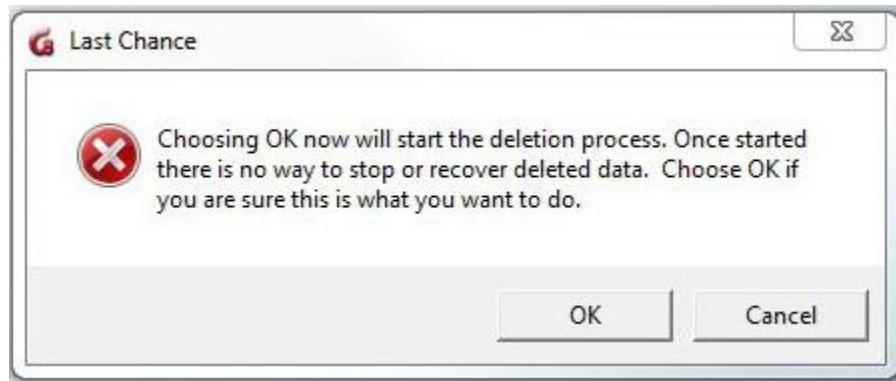 Last Chance
Choosing OK now will start the deletion process. Once started
there is no way to stop or recover deleted data.  Choose OK if
you are sure this is what you want to do.
OK
Cancel